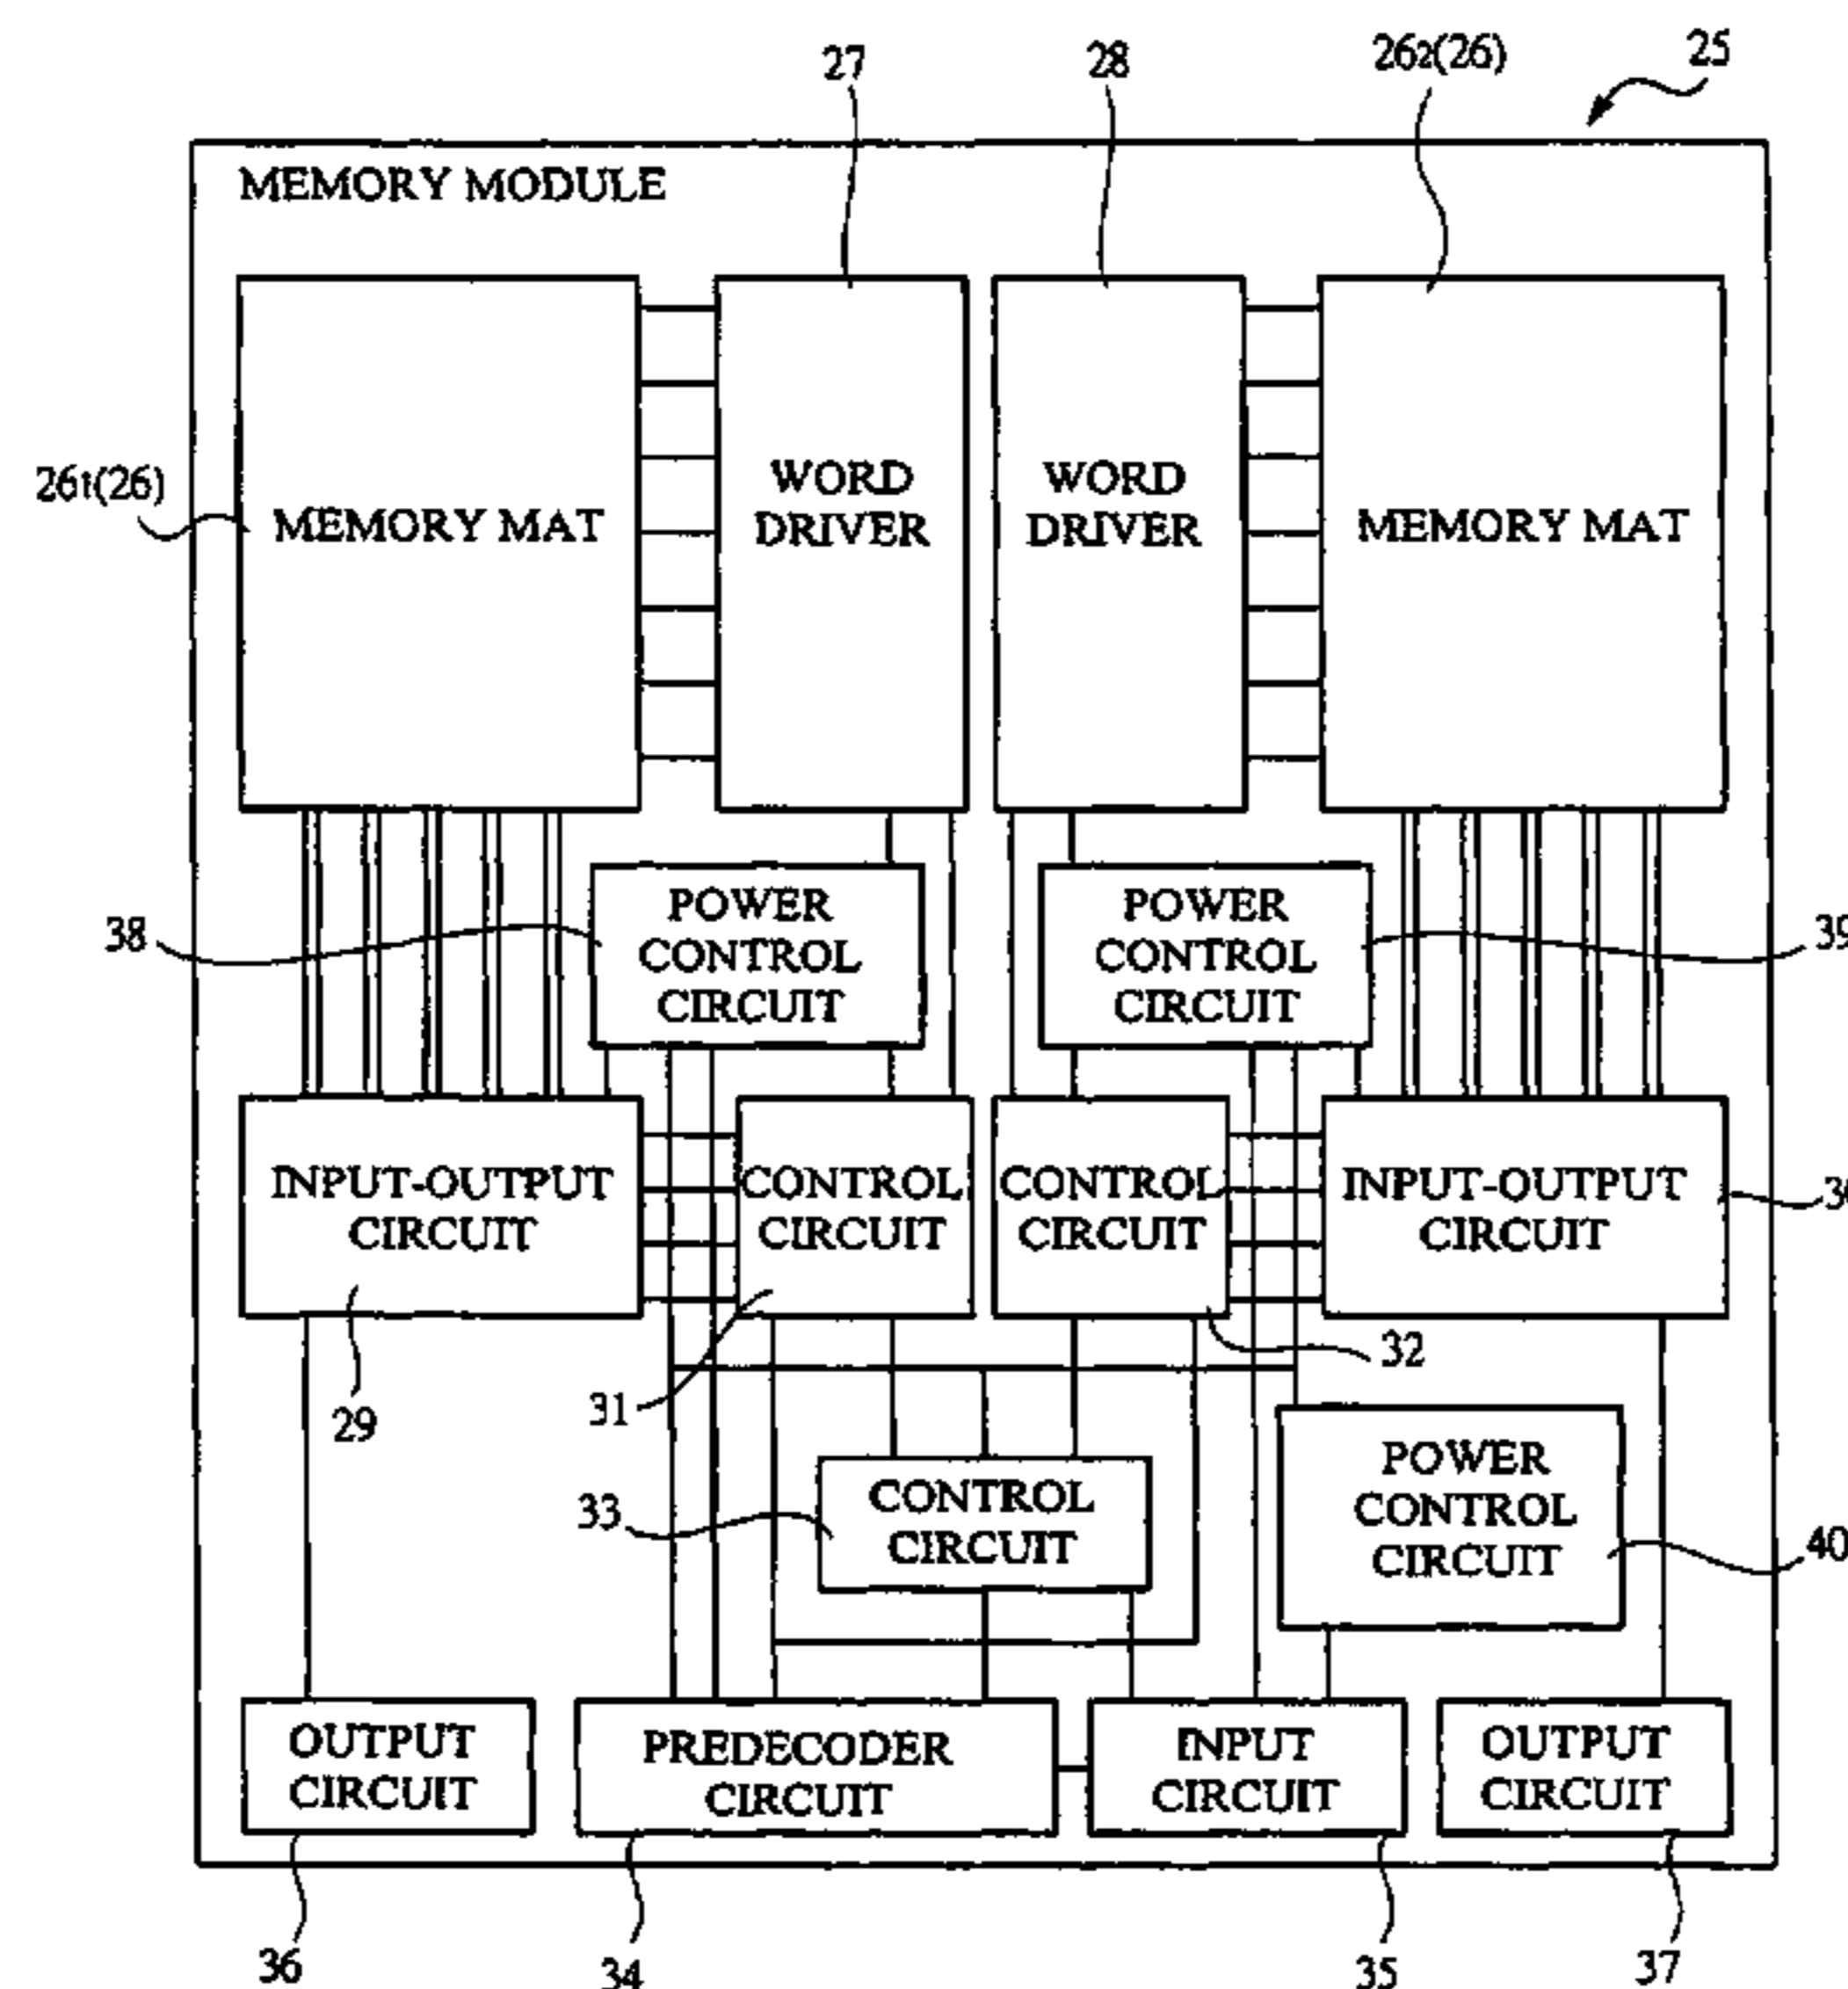 27
28
262(26)
25
MEMORY MODULE
261(26)
MEMORY MAT
WORD
DRIVER
WORD
DRIVER
MEMORY MAT
38
POWER
CONTROL
CIRCUIT
POWER
CONTROL
CIRCUIT
39
INPUT-OUTPUT
CIRCUIT
CONTROL
CIRCUIT
CONTROL
CIRCUIT
INPUT-OUTPUT
CIRCUIT
29
31
32
33
CONTROL
CIRCUIT
POWER
CONTROL
CIRCUIT
40
OUTPUT
CIRCUIT
PREDECODER
CIRCUIT
INPUT
CIRCUIT
OUTPUT
CIRCUIT
36
34
35
37